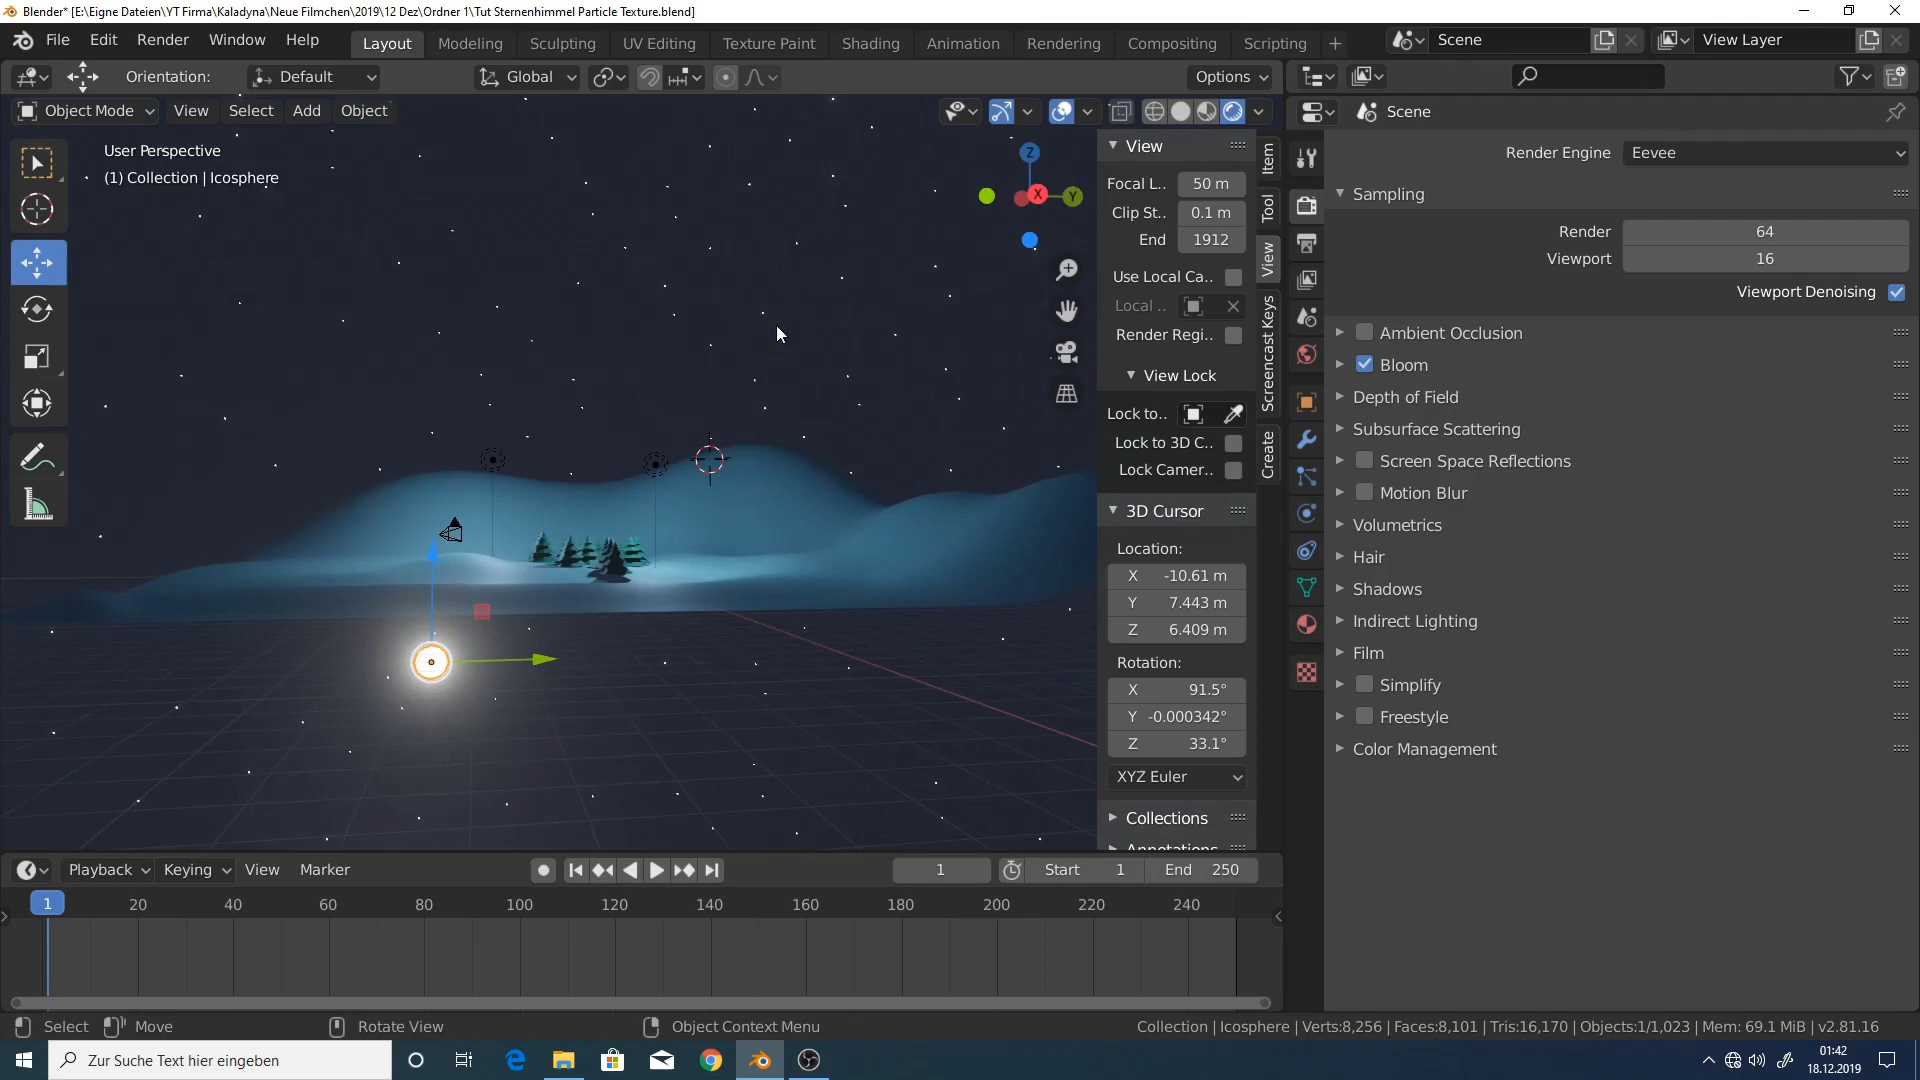 Blender* [E:\Eigne Dateien\YT Firma\Kaladyna\Neue Filmchen\2019\12 Dez\Ordner 1\Tut Sternenhimmel Particle Texture.blend]
File Edit Render Window Help Layout Modeling Sculpting UV Editing Texture Paint Shading Animation Rendering Compositing Scripting + Scene View Layer
Orientation: Default Global Options
Object Mode View Select Add Object Scene
User Perspective
(1) Collection | Icosphere
Z
X
Y
View
Focal L.. 50 m
Clip St.. 0.1 m
End 1912
Use Local Ca..
Local ..
Render Regi..
View Lock
Lock to..
Lock to 3D C..
Lock Camer..
3D Cursor
Location:
X -10.61 m
Y 7.443 m
Z 6.409 m
Rotation:
X 91.5°
Y -0.000342°
Z 33.1°
XYZ Euler
Collections
Annotations
Item
Tool
View
Screencast Keys
Create
Render Engine Eevee
Sampling
Render 64
Viewport 16
Viewport Denoising
Ambient Occlusion
Bloom
Depth of Field
Subsurface Scattering
Screen Space Reflections
Motion Blur
Volumetrics
Hair
Shadows
Indirect Lighting
Film
Simplify
Freestyle
Color Management
Playback Keying View Marker 1 Start 1 End 250
1 20 40 60 80 100 120 140 160 180 200 220 240
Select Move Rotate View Object Context Menu Collection | Icosphere | Verts:8,256 | Faces:8,101 | Tris:16,170 | Objects:1/1,023 | Mem: 69.1 MiB | v2.81.16
Zur Suche Text hier eingeben
01:42
18.12.2019